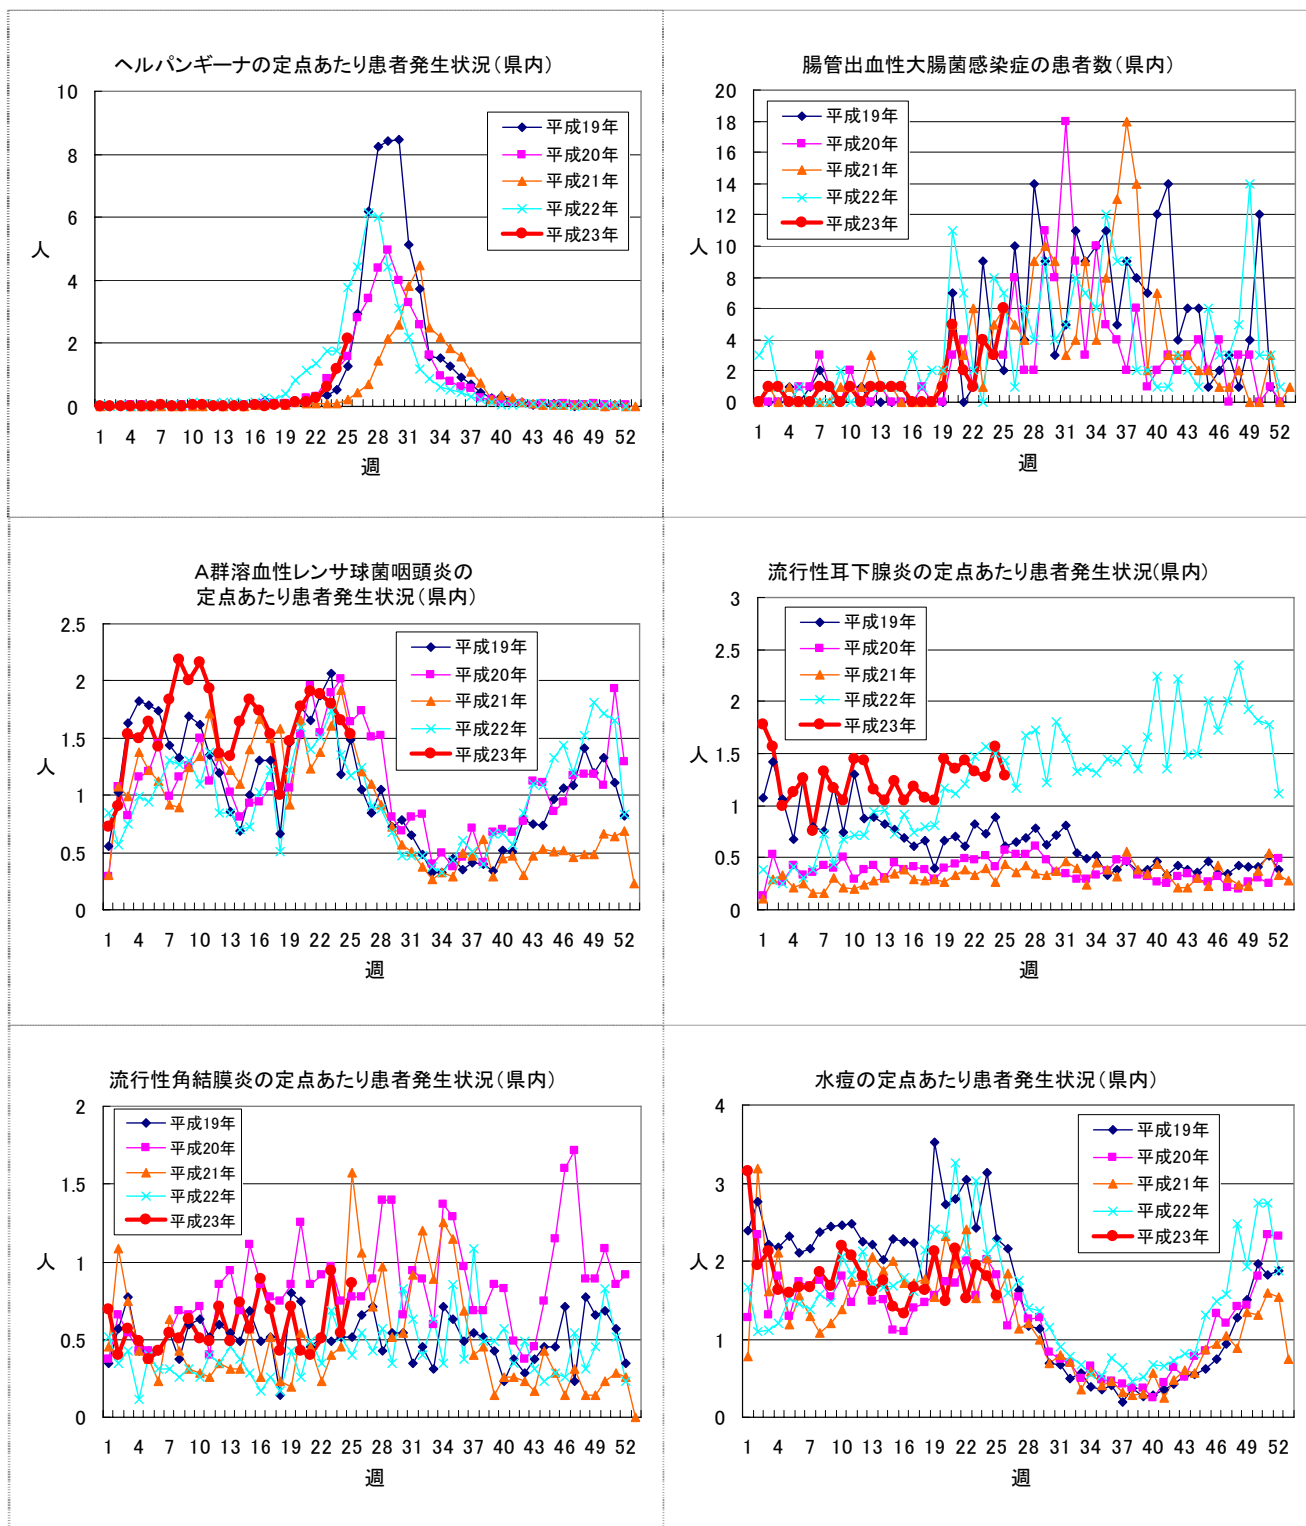 ヘルパンギーナの定点あたり患者発生状況(県内)
10
8
6
4
2
0
人
平成19年
平成20年
平成21年
平成22年
平成23年
1 4 7 10 13 16 19 22 25 28 31 34 37 40 43 46 49 52
週
腸管出血性大腸菌感染症の患者数(県内)
20
18
16
14
12
10
8
6
4
2
0
人
平成19年
平成20年
平成21年
平成22年
平成23年
1 4 7 10 13 16 19 22 25 28 31 34 37 40 43 46 49 52
週
A群溶血性レンサ球菌咽頭炎の
定点あたり患者発生状況(県内)
2.5
2
1.5
1
0.5
0
人
平成19年
平成20年
平成21年
平成22年
平成23年
1 4 7 10 13 16 19 22 25 28 31 34 37 40 43 46 49 52
週
流行性耳下腺炎の定点あたり患者発生状況(県内)
3
2.5
2
1.5
1
0.5
0
人
平成19年
平成20年
平成21年
平成22年
平成23年
1 4 7 10 13 16 19 22 25 28 31 34 37 40 43 46 49 52
週
流行性角結膜炎の定点あたり患者発生状況(県内)
2
1.5
1
0.5
0
人
平成19年
平成20年
平成21年
平成22年
平成23年
1 4 7 10 13 16 19 22 25 28 31 34 37 40 43 46 49 52
週
水痘の定点あたり患者発生状況(県内)
4
3
2
1
0
人
平成19年
平成20年
平成21年
平成22年
平成23年
1 4 7 10 13 16 19 22 25 28 31 34 37 40 43 46 49 52
週